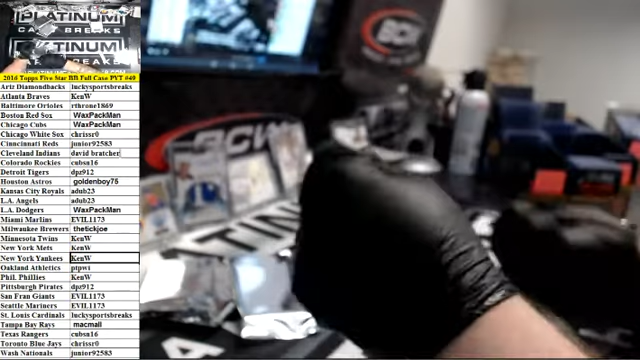 PLATINUM
PLATINUM
2016 Topps Five Star BB Full Case PYT #49
Ariz Diamondbacks luckysportsbreaks
Atlanta Braves KenW
Baltimore Orioles rthrone1869
Boston Red Sox WaxPackMan
Chicago Cubs WaxPackMan
Chicago White Sox chrissr0
Cincinnati Reds junior92583
Cleveland Indians david bratcher
Colorado Rockies cubsn16
Detroit Tigers dpz912
Houston Astros goldenboy75
Kansas City Royals adub23
L.A. Angels adub23
L.A. Dodgers WaxPackMan
Miami Marlins EVIL1173
Milwaukee Brewers thetickjoe
Minnesota Twins KenW
New York Mets KenW
New York Yankees KenW
Oakland Athletics ptpwi
Phil. Phillies KenW
Pittsburgh Pirates dpz912
San Fran Giants EVIL1173
Seattle Mariners EVIL1173
St. Louis Cardinals luckysportsbreaks
Tampa Bay Rays macmall
Texas Rangers cubsn16
Toronto Blue Jays chrissr0
Wash Nationals junior92583
BCW
BCW